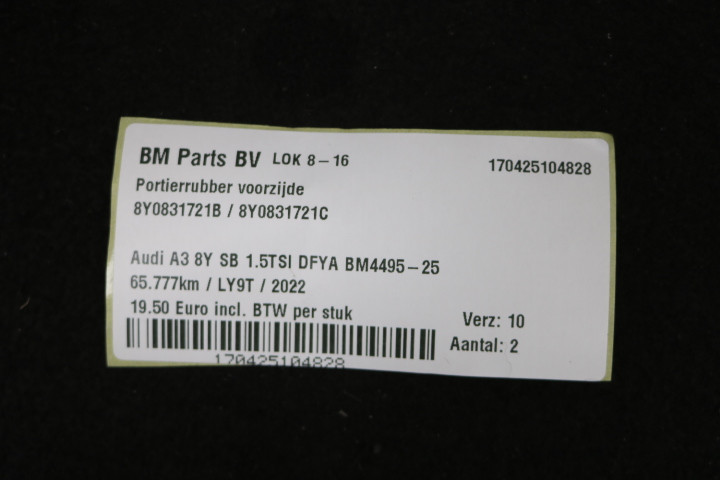 BM Parts BV LOK 8-16 170425104828
Portierrubber voorzijde
8Y0831721B / 8Y0831721C
Audi A3 8Y SB 1.5TSI DFYA BM4495-25
65.777km / LY9T / 2022
19.50 Euro incl. BTW per stuk
Verz: 10
Aantal: 2
170425104828